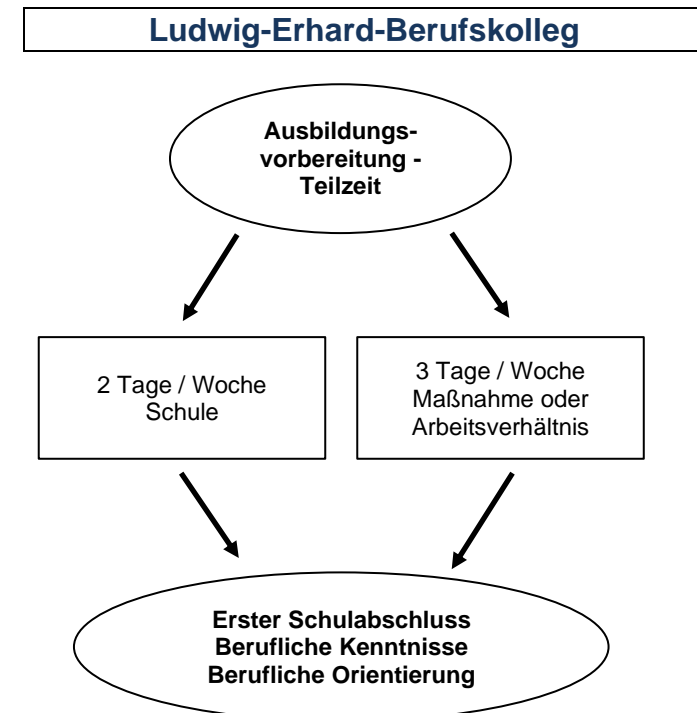 Ludwig-Erhard-Berufskolleg
Ausbildungs-
vorbereitung -
Teilzeit
2 Tage / Woche
Schule
3 Tage / Woche
Maßnahme oder
Arbeitsverhältnis
Erster Schulabschluss
Berufliche Kenntnisse
Berufliche Orientierung